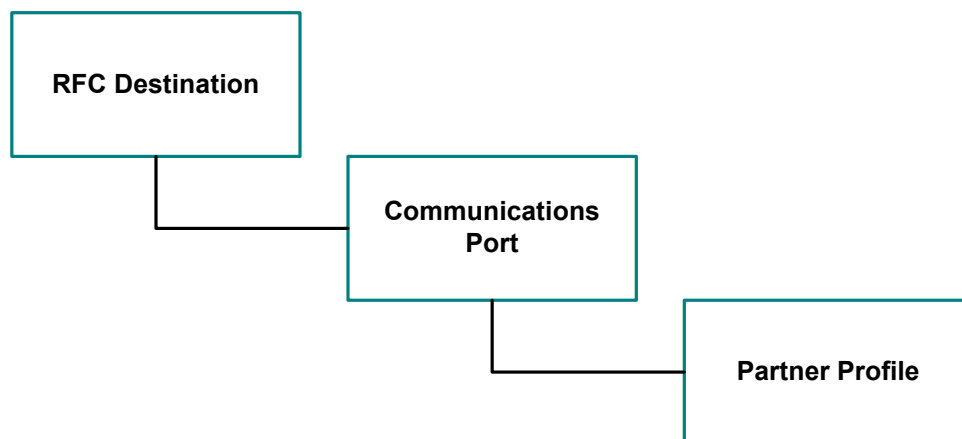 RFC Destination
Communications
Port
Partner Profile